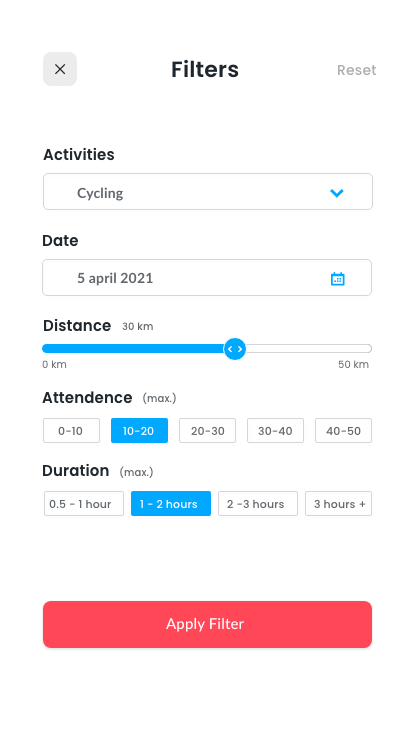 Filters
Reset
Activities
Cycling
Date
5 april 2021
Distance 30 km
0 km 50 km
Attendence (max.)
0-10 10-20 20-30 30-40 40-50
Duration (max.)
0.5 - 1 hour 1 - 2 hours 2 -3 hours 3 hours +
Apply Filter